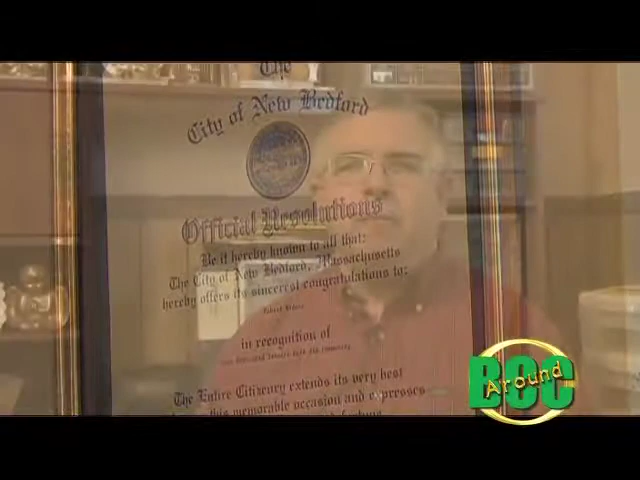 The
City of New Bedford
Official Resolutions
Be it hereby known to all that:
The City of New Bedford, Massachusetts
hereby offers its sincerest congratulations to:
in recognition of
The Entire Citizenry extends its very best
this memorable occasion and expresses
Around
BCC